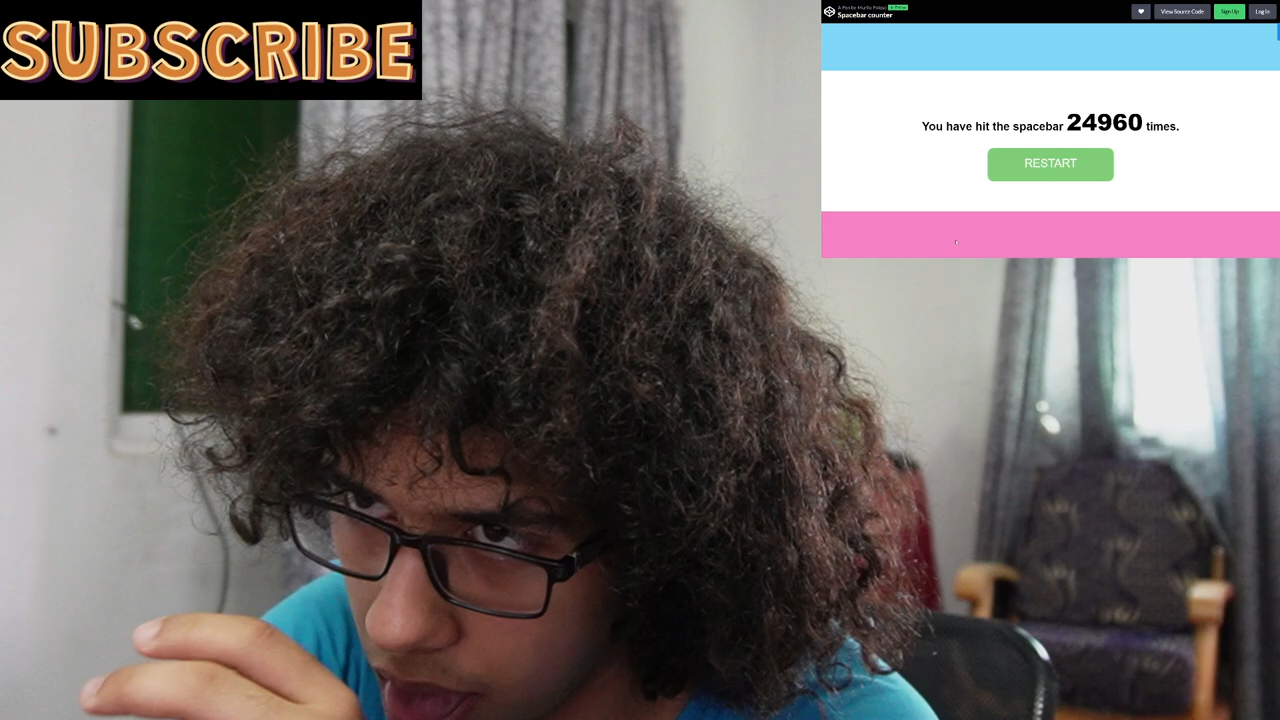 SUBSCRIBE
Spacebar counter
View Source Code
Sign Up
Log In
You have hit the spacebar 24960 times.
RESTART